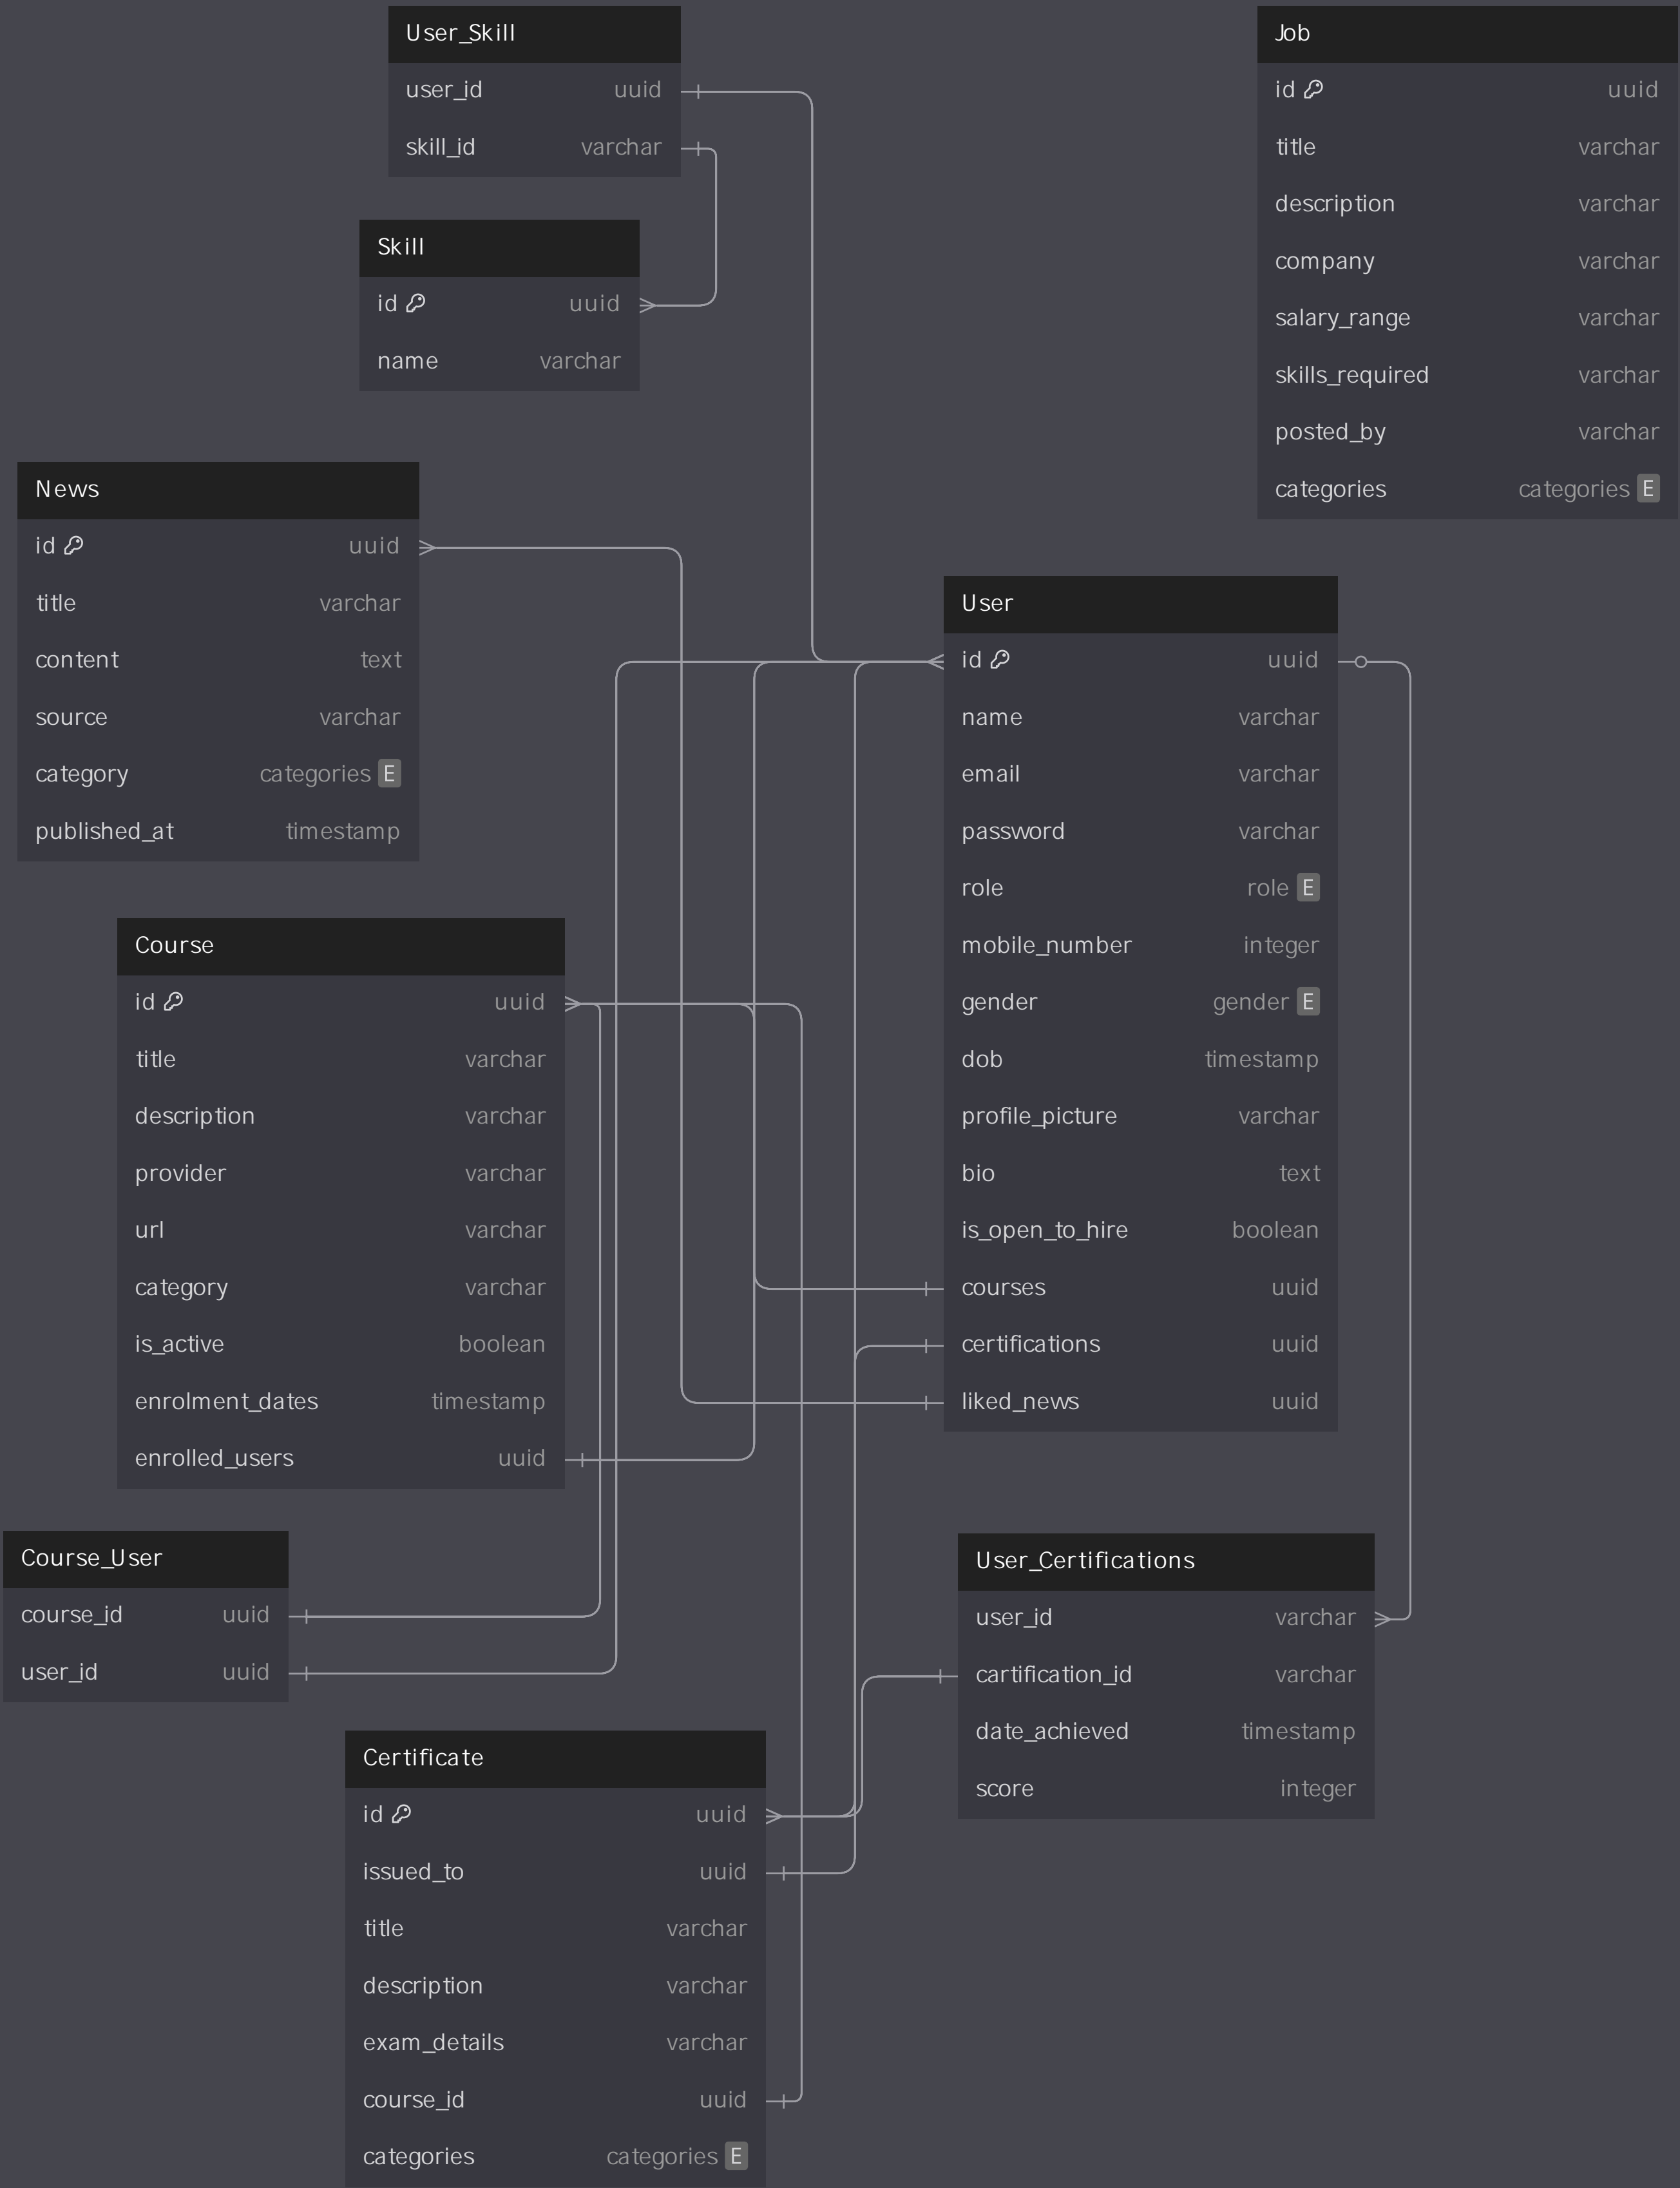 User_Skill
user_id uuid
skill_id varchar
Skill
id uuid
name varchar
Job
id uuid
title varchar
description varchar
company varchar
salary_range varchar
skills_required varchar
posted_by varchar
categories categories E
News
id uuid
title varchar
content text
source varchar
category categories E
published_at timestamp
User
id uuid
name varchar
email varchar
password varchar
role role E
mobile_number integer
gender gender E
dob timestamp
profile_picture varchar
bio text
is_open_to_hire boolean
courses uuid
certifications uuid
liked_news uuid
Course
id uuid
title varchar
description varchar
provider varchar
url varchar
category varchar
is_active boolean
enrolment_dates timestamp
enrolled_users uuid
Course_User
course_id uuid
user_id uuid
User_Certifications
user_id varchar
cartification_id varchar
date_achieved timestamp
score integer
Certificate
id uuid
issued_to uuid
title varchar
description varchar
exam_details varchar
course_id uuid
categories categories E